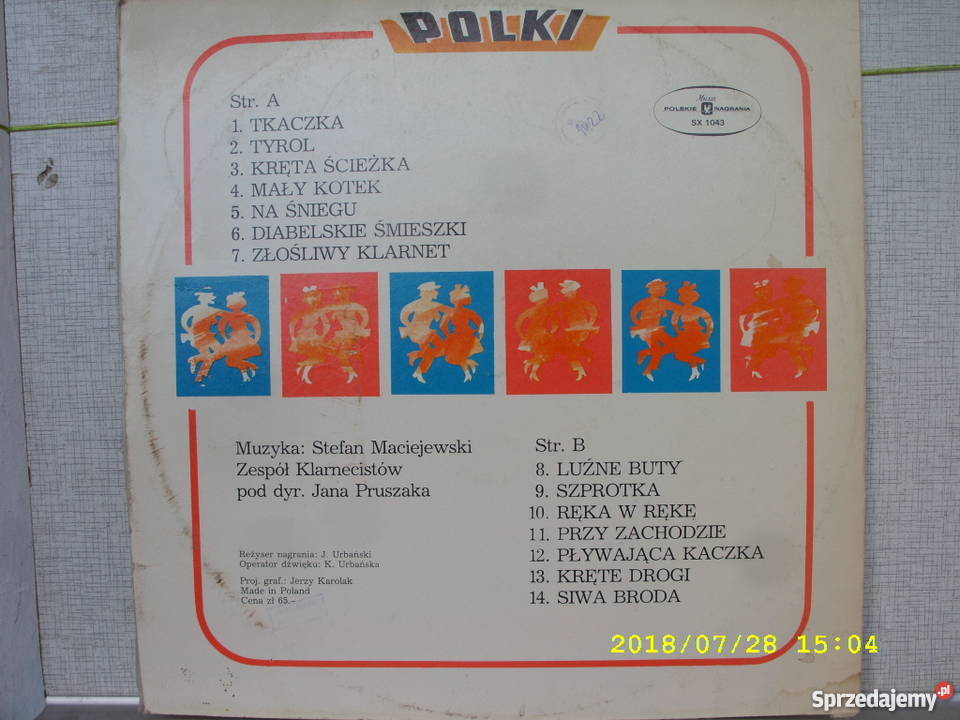 POLKI
Str. A
1. TKACZKA
2. TYROL
3. KRĘTA ŚCIEŻKA
4. MAŁY KOTEK
5. NA ŚNIEGU
6. DIABELSKIE ŚMIESZKI
7. ZŁOŚLIWY KLARNET
Muza
POLSKIE NAGRANIA
SX 1043
Muzyka: Stefan Maciejewski
Zespół Klarnecistów
pod dyr. Jana Pruszaka
Reżyser nagrania: J. Urbański
Operator dźwięku: K. Urbańska
Proj. graf.: Jerzy Karolak
Made in Poland
Cena zł 65.–
Str. B
8. LUŹNE BUTY
9. SZPROTKA
10. RĘKA W RĘKĘ
11. PRZY ZACHODZIE
12. PŁYWAJĄCA KACZKA
13. KRĘTE DROGI
14. SIWA BRODA
2018/07/28 15:04
Sprzedajemy.pl